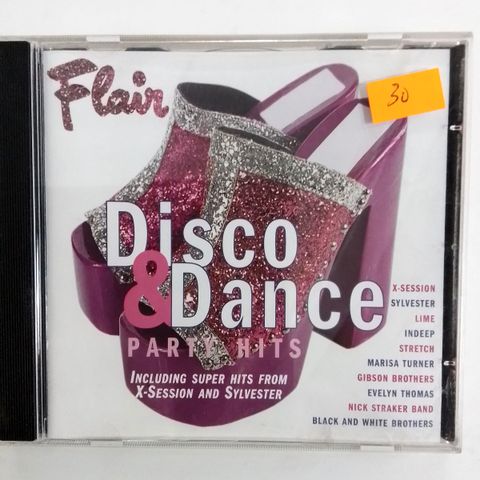 Flair
30
Disco
& Dance
PARTY HITS
INCLUDING SUPER HITS FROM
X-SESSION AND SYLVESTER
X-SESSION
SYLVESTER
LIME
INDEEP
STRETCH
MARISA TURNER
GIBSON BROTHERS
EVELYN THOMAS
NICK STRAKER BAND
BLACK AND WHITE BROTHERS